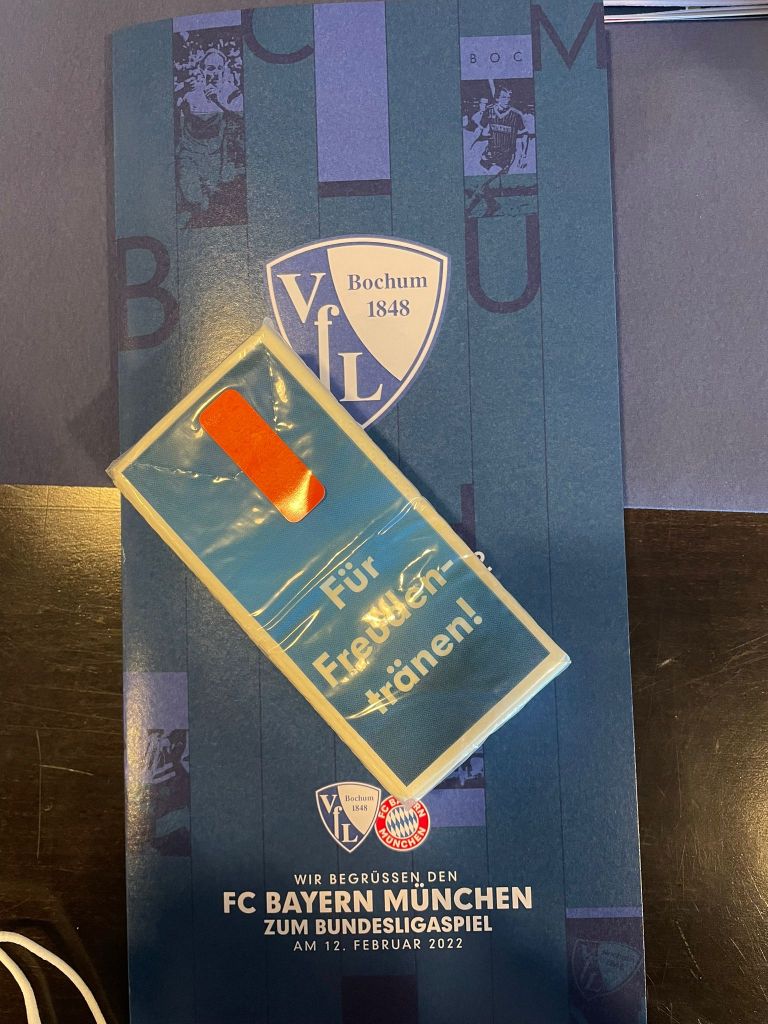 C
M
BOC
B
U
VfL
Bochum
1848
Für
Freuden-
tränen!
VfL
Bochum
1848
FC BAYERN
MÜNCHEN
WIR BEGRÜSSEN DEN
FC BAYERN MÜNCHEN
ZUM BUNDESLIGASPIEL
AM 12. FEBRUAR 2022